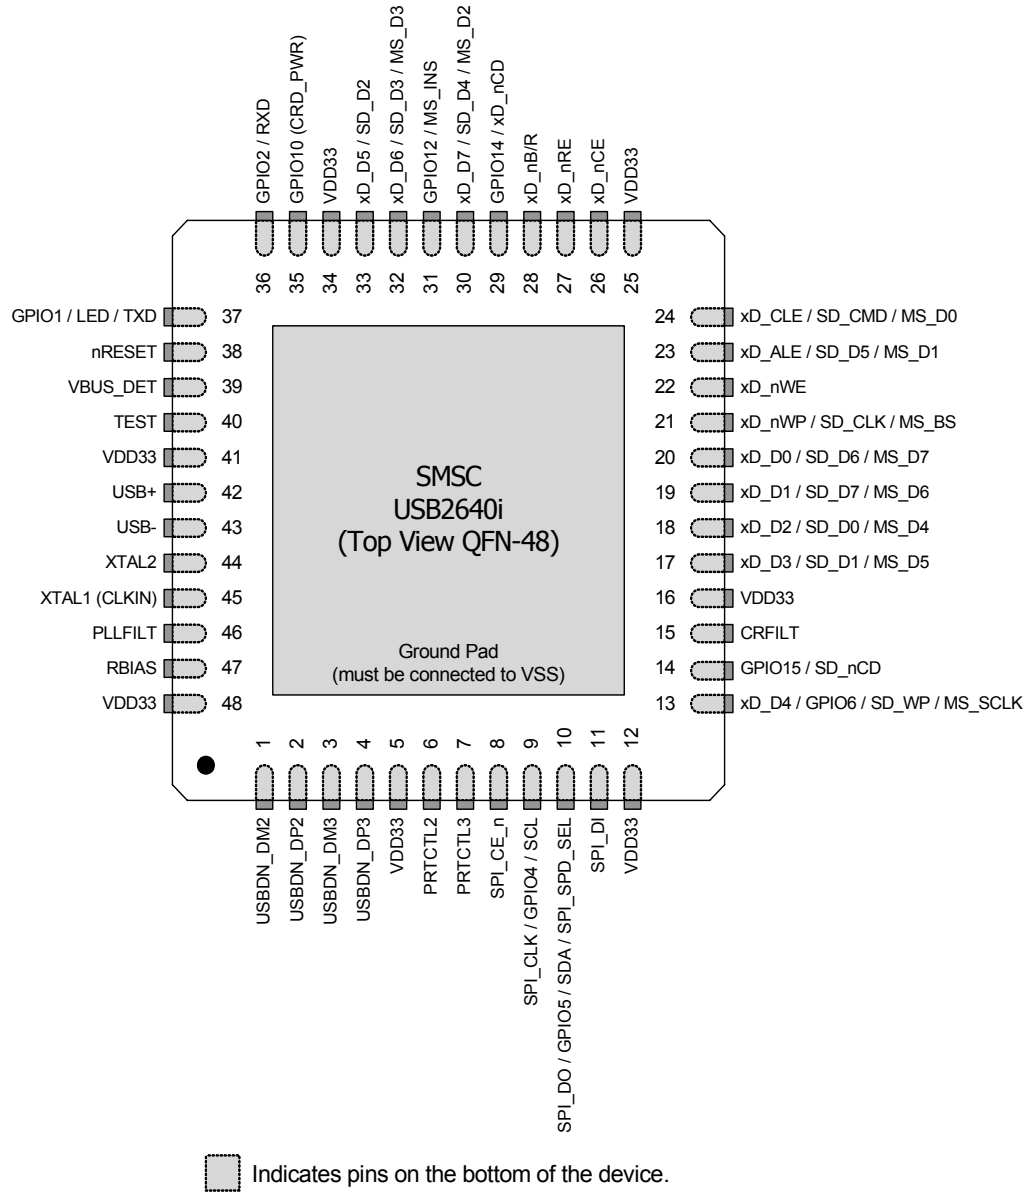 GPIO2 / RXD
GPIO10 (CRD_PWR)
VDD33
xD_D5 / SD_D2
xD_D6 / SD_D3 / MS_D3
GPIO12 / MS_INS
xD_D7 / SD_D4 / MS_D2
GPIO14 / xD_nCD
xD_nB/R
xD_nRE
xD_nCE
VDD33
36
35
34
33
32
31
30
29
28
27
26
25
GPIO1 / LED / TXD 37
nRESET 38
VBUS_DET 39
TEST 40
VDD33 41
USB+ 42
USB- 43
XTAL2 44
XTAL1 (CLKIN) 45
PLLFILT 46
RBIAS 47
VDD33 48
SMSC
USB2640i
(Top View QFN-48)
Ground Pad
(must be connected to VSS)
24 xD_CLE / SD_CMD / MS_D0
23 xD_ALE / SD_D5 / MS_D1
22 xD_nWE
21 xD_nWP / SD_CLK / MS_BS
20 xD_D0 / SD_D6 / MS_D7
19 xD_D1 / SD_D7 / MS_D6
18 xD_D2 / SD_D0 / MS_D4
17 xD_D3 / SD_D1 / MS_D5
16 VDD33
15 CRFILT
14 GPIO15 / SD_nCD
13 xD_D4 / GPIO6 / SD_WP / MS_SCLK
1
2
3
4
5
6
7
8
9
10
11
12
USBDN_DM2
USBDN_DP2
USBDN_DM3
USBDN_DP3
VDD33
PRTCTL2
PRTCTL3
SPI_CE_n
SPI_CLK / GPIO4 / SCL
SPI_DO / GPIO5 / SDA / SPI_SPD_SEL
SPI_DI
VDD33
Indicates pins on the bottom of the device.